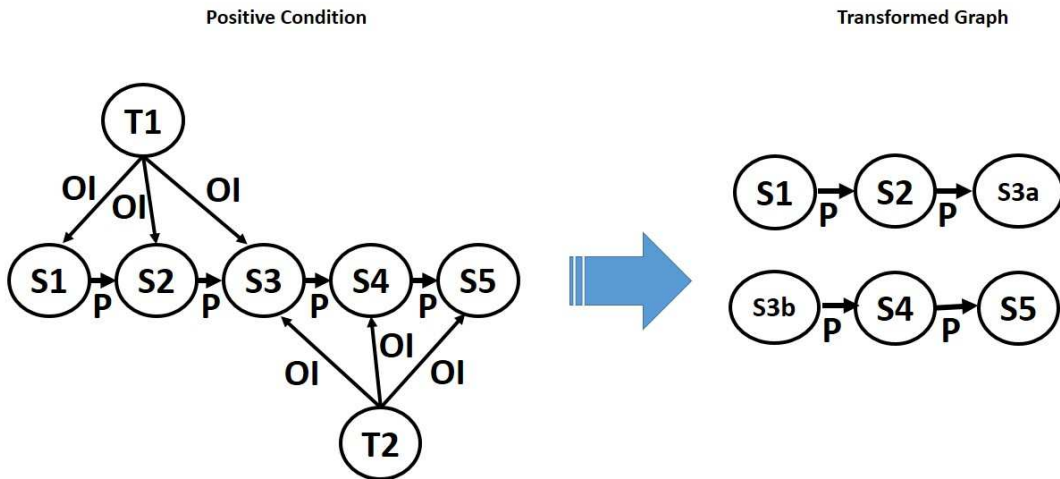 Positive Condition
Transformed Graph
T1
OI
OI
OI
S1
P
S2
P
S3
P
S4
P
S5
OI
OI
OI
T2
S1
P
S2
P
S3a
S3b
P
S4
P
S5